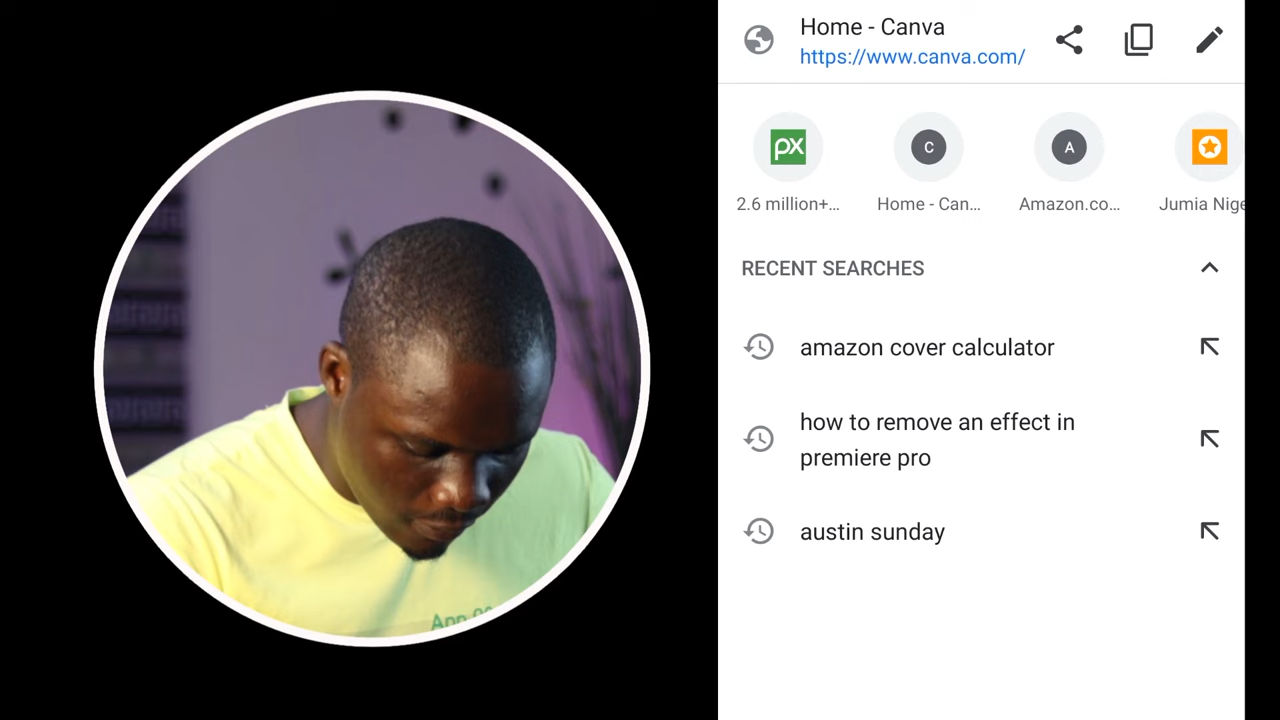 Home - Canva
https://www.canva.com/
px
C
A
2.6 million+...
Home - Can...
Amazon.co...
Jumia Nige
RECENT SEARCHES
amazon cover calculator
how to remove an effect in
premiere pro
austin sunday
App